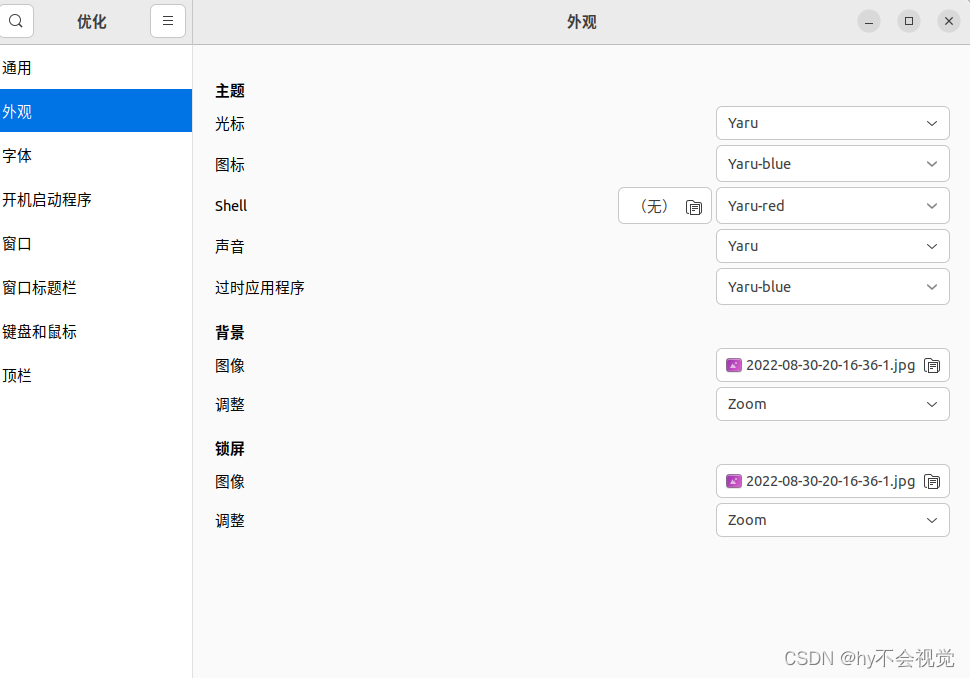 优化
外观
通用
外观
字体
开机启动程序
窗口
窗口标题栏
键盘和鼠标
顶栏
主题
光标 Yaru
图标 Yaru-blue
Shell （无） Yaru-red
声音 Yaru
过时应用程序 Yaru-blue
背景
图像 2022-08-30-20-16-36-1.jpg
调整 Zoom
锁屏
图像 2022-08-30-20-16-36-1.jpg
调整 Zoom
CSDN @hy不会视觉